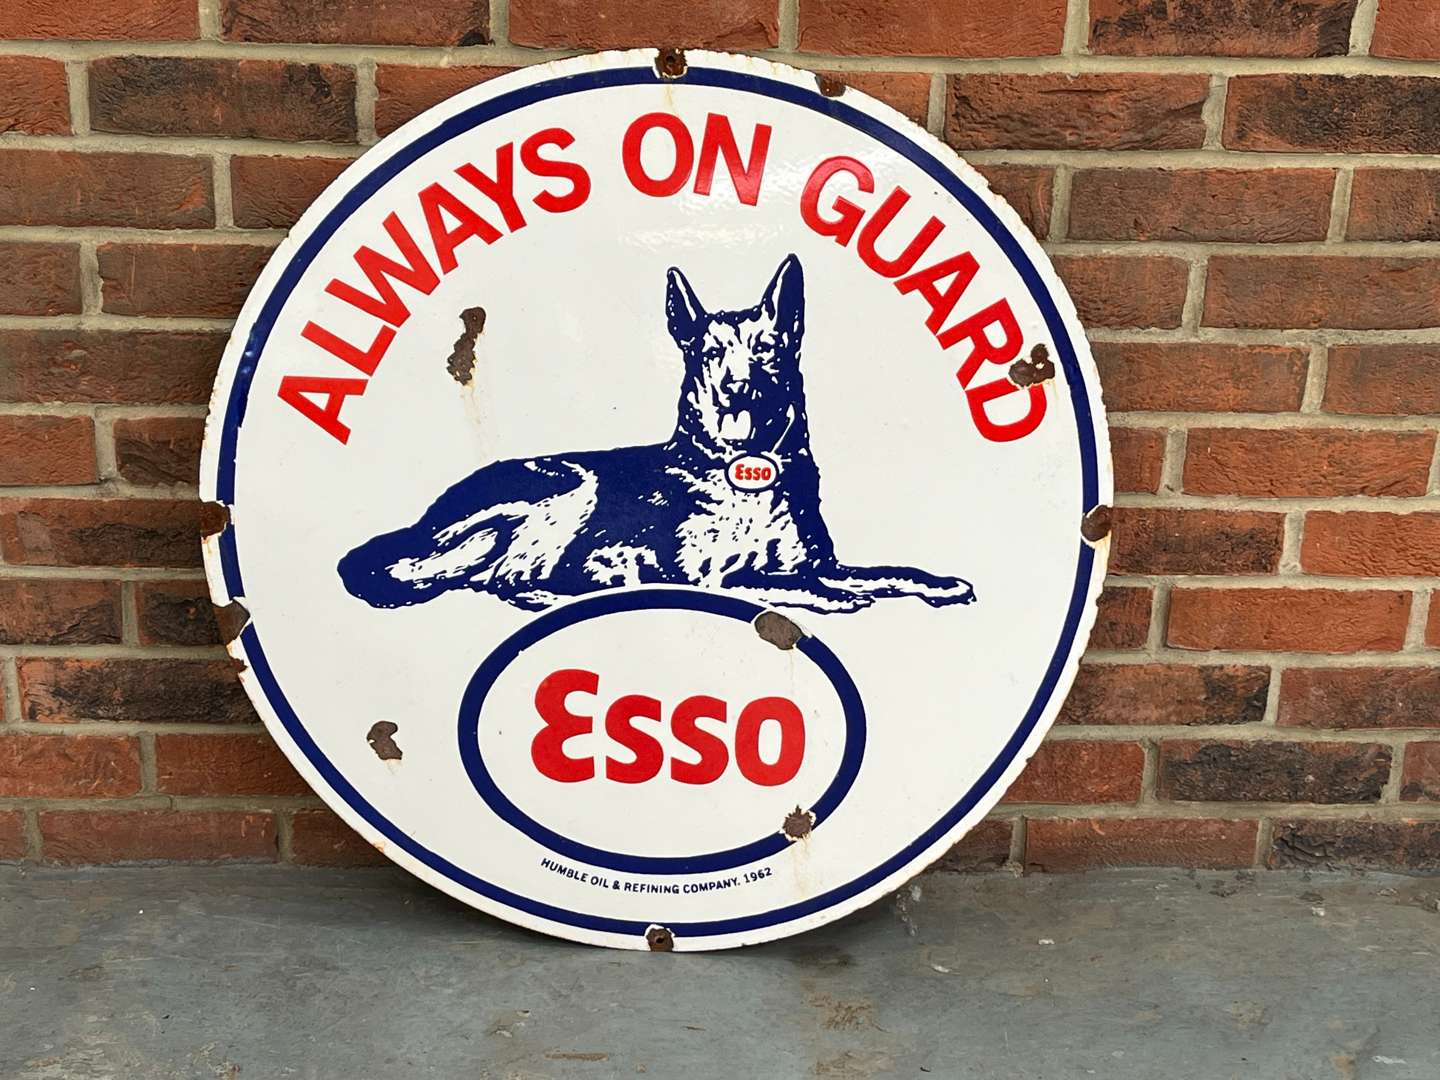 ALWAYS ON GUARD
Esso
Esso
HUMBLE OIL & REFINING COMPANY. 1962